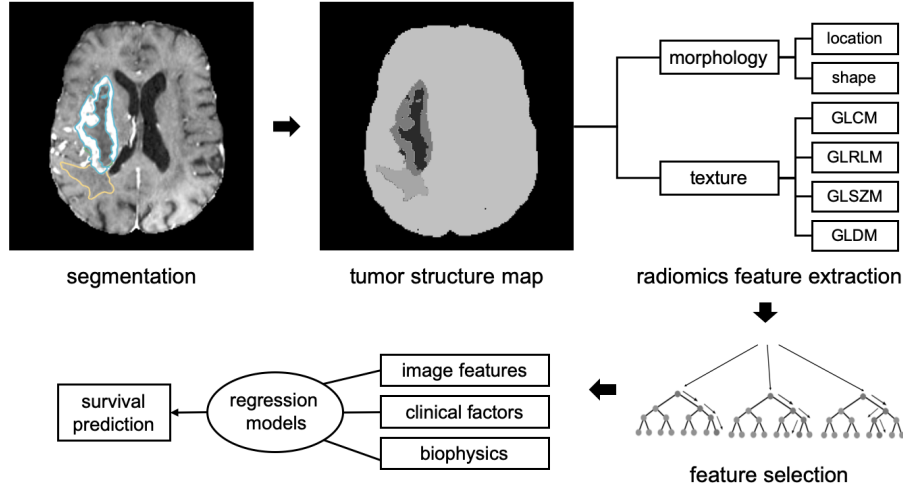 location
morphology
shape
GLCM
GLRLM
texture
GLSZM
GLDM
segmentation
tumor structure map
radiomics feature extraction
image features
survival
prediction
regression
models
clinical factors
biophysics
feature selection